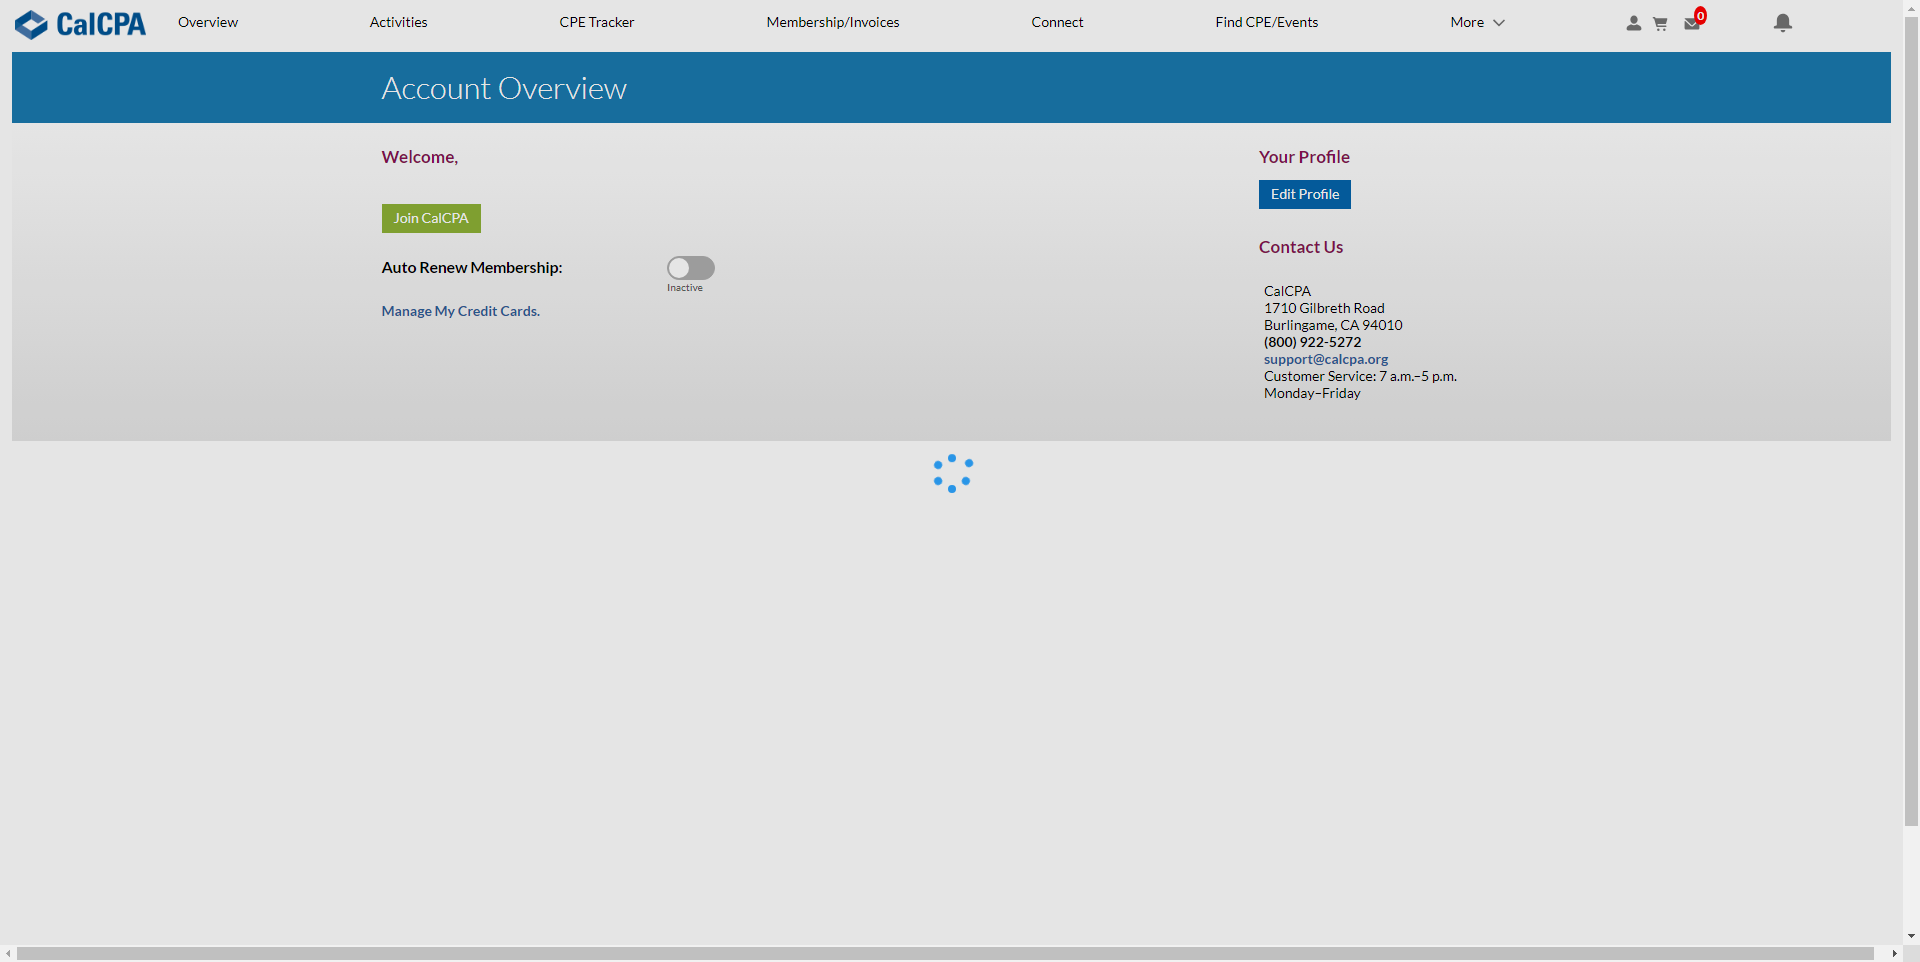 CalCPA
Overview
Activities
CPE Tracker
Membership/Invoices
Connect
Find CPE/Events
More
0
Account Overview
Welcome,
Join CalCPA
Auto Renew Membership:
Inactive
Manage My Credit Cards.
Your Profile
Edit Profile
Contact Us
CalCPA
1710 Gilbreth Road
Burlingame, CA 94010
(800) 922-5272
support@calcpa.org
Customer Service: 7 a.m.–5 p.m.
Monday–Friday